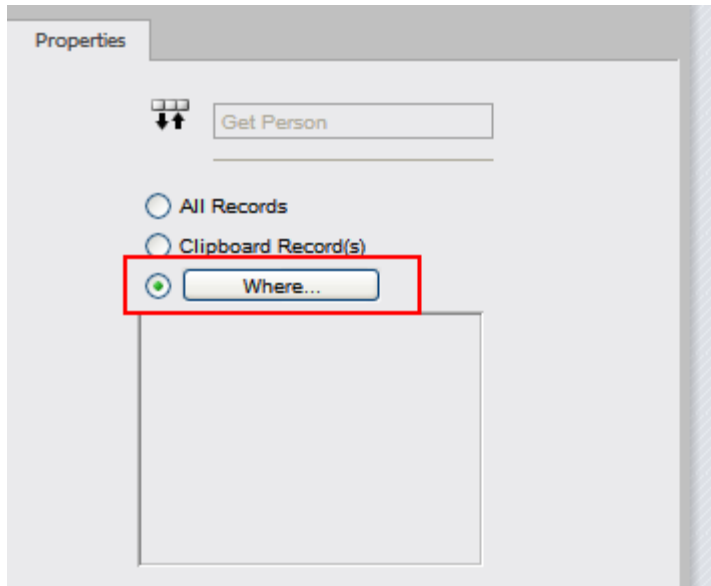 Properties
Get Person
All Records
Clipboard Record(s)
Where...